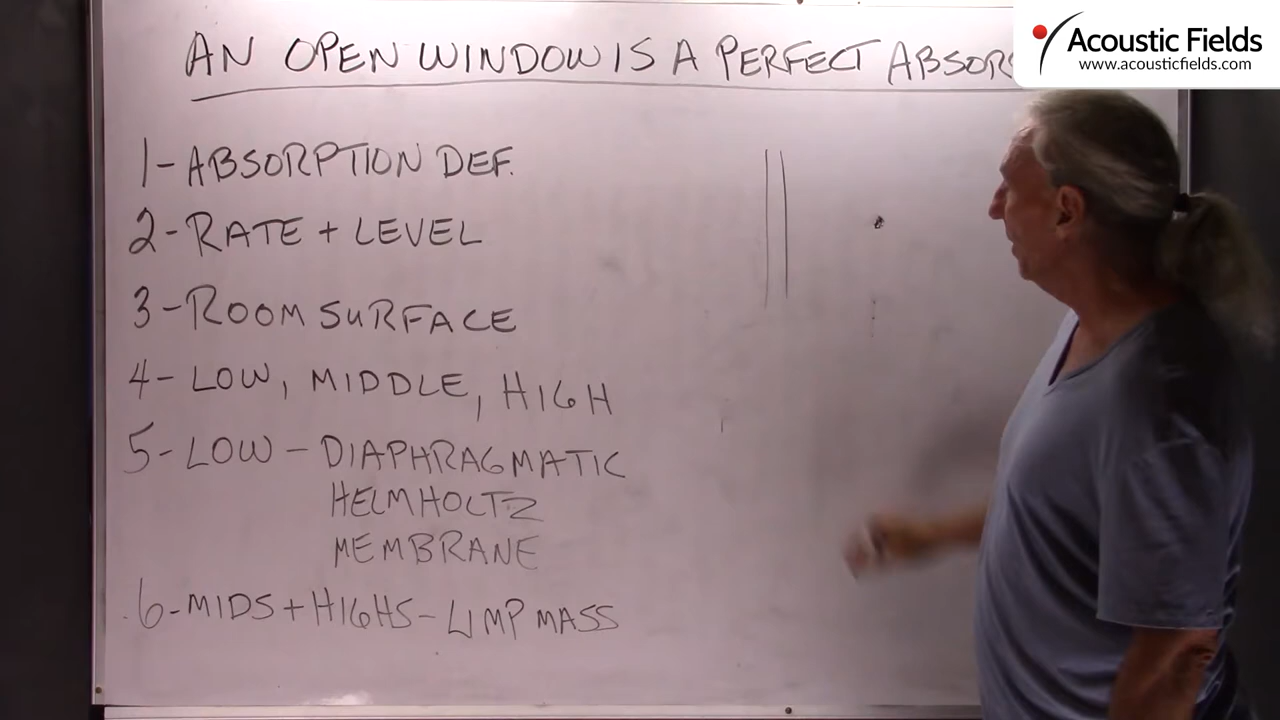 AN OPEN WINDOW IS A PERFECT ABSOR
Acoustic Fields
www.acousticfields.com
1-ABSORPTION DEF.
2-RATE + LEVEL
3-ROOM SURFACE
4-LOW, MIDDLE, HIGH
5-LOW - DIAPHRAGMATIC
HELMHOLTZ
MEMBRANE
6-MIDS + HIGHS - LIMP MASS